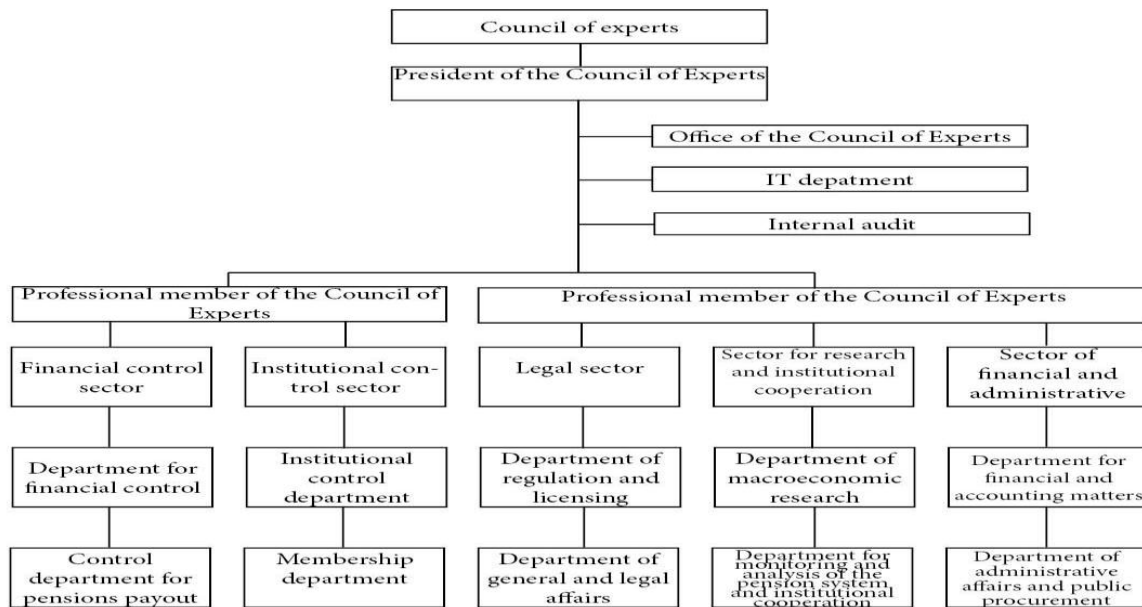 Council of experts
President of the Council of Experts
Office of the Council of Experts
IT depatment
Internal audit
Professional member of the Council of
Experts
Professional member of the Council of Experts
Financial control
sector
Institutional con-
trol sector
Legal sector
Sector for research
and institutional
cooperation
Sector of
financial and
administrative
Department for
financial control
Institutional
control
department
Department of
regulation and
licensing
Department of
macroeconomic
research
Department for
financial and
accounting matters
Control
department for
pensions payout
Membership
department
Department of
general and legal
affairs
Department for
monitoring and
analysis of the
pension system
and institutional
cooperation
Department of
administrative
affairs and public
procurement